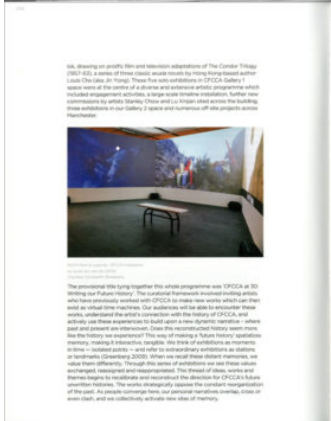 bit, drawing on prolific film and television adaptations of The Condor Trilogy
(1957-63), a series of three classic wuxia novels by Hong Kong-based author
Louis Cha (aka Jin Yong). These five solo exhibitions in CFCCA Gallery 1
space were at the centre of a diverse and extensive artistic programme which
included engagement activities, a large-scale timeline installation, further new
commissions by artists Stanley Chow and Lu Xinjian sited across the building,
three exhibitions in our Gallery 2 space and numerous off-site projects across
Manchester.
The provisional title tying together this whole programme was 'CFCCA at 30:
Writing our Future History'. The curatorial framework involved inviting artists
who have previously worked with CFCCA to make new works which can then
exist as virtual time machines. Our audiences will be able to encounter these
works, understand the artist's connection with the history of CFCCA, and
actively use these experiences to build upon a new dynamic narrative – where
past and present are interwoven. Does this reconstructed history seem more
like the history we experienced? This way of making a 'future history' spatialises
memory, making it interactive, tangible. We think of exhibitions as moments
in time – isolated points – and refer to extraordinary exhibitions as stations
or landmarks (Greenberg 2009). When we recall these distant memories, we
value them differently. Through this series of exhibitions we see these values
exchanged, reassigned and reappropriated. This thread of ideas, works and
themes begins to recalibrate and reconstruct the direction for CFCCA's future
unwritten histories. The works strategically oppose the constant reorganization
of the past. As people converge here, our personal narratives overlap, cross or
even clash, and we collectively activate new sites of memory.